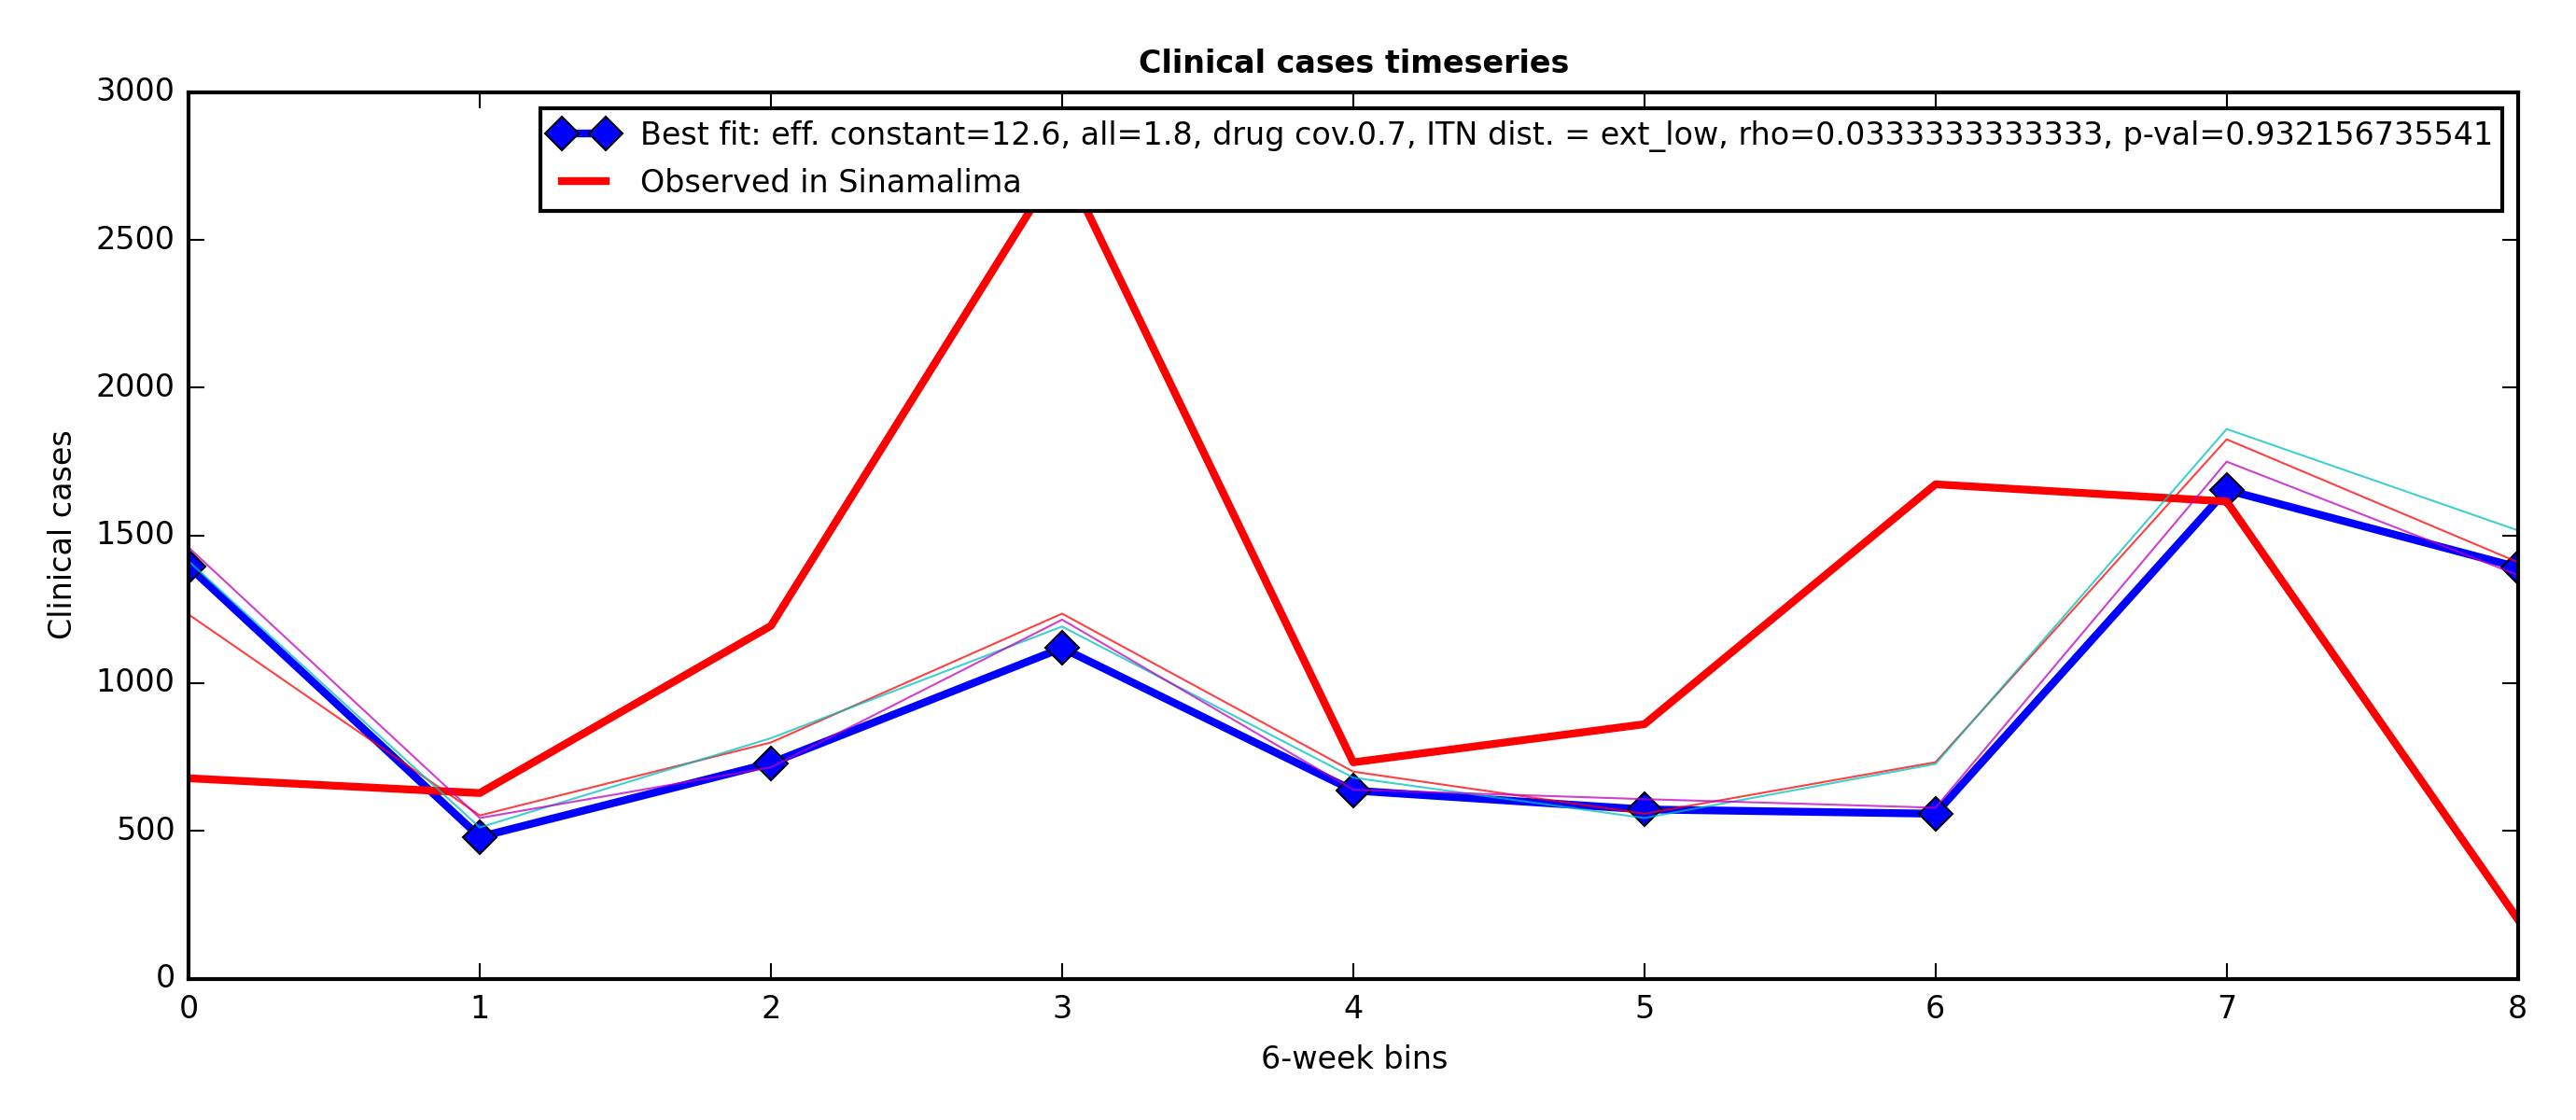 Clinical cases timeseries
3000
Best fit: eff. constant=12.6, all=1.8, drug cov.0.7, ITN dist. = ext_low, rho=0.0333333333333, p-val=0.932156735541
Observed in Sinamalima
2500
2000
1500
1000
500
0
Clinical cases
0 1 2 3 4 5 6 7 8
6-week bins